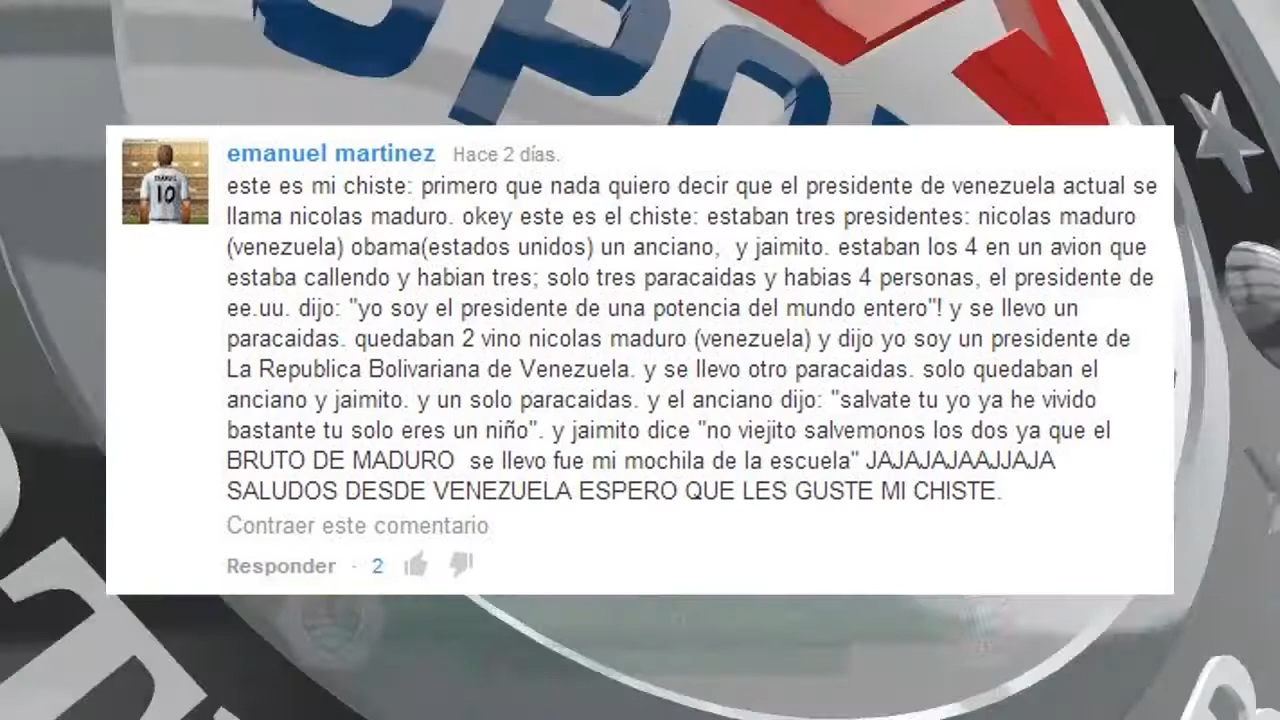 SPORT
emanuel martinez Hace 2 días.
este es mi chiste: primero que nada quiero decir que el presidente de venezuela actual se
llama nicolas maduro. okey este es el chiste: estaban tres presidentes: nicolas maduro
(venezuela) obama(estados unidos) un anciano,  y jaimito. estaban los 4 en un avion que
estaba callendo y habian tres; solo tres paracaidas y habias 4 personas, el presidente de
ee.uu. dijo: "yo soy el presidente de una potencia del mundo entero"! y se llevo un
paracaidas. quedaban 2 vino nicolas maduro (venezuela) y dijo yo soy un presidente de
La Republica Bolivariana de Venezuela. y se llevo otro paracaidas. solo quedaban el
anciano y jaimito. y un solo paracaidas. y el anciano dijo: "salvate tu yo ya he vivido
bastante tu solo eres un niño". y jaimito dice "no viejito salvemonos los dos ya que el
BRUTO DE MADURO  se llevo fue mi mochila de la escuela" JAJAJAJAAJJAJA
SALUDOS DESDE VENEZUELA ESPERO QUE LES GUSTE MI CHISTE.
Contraer este comentario
Responder · 2
10